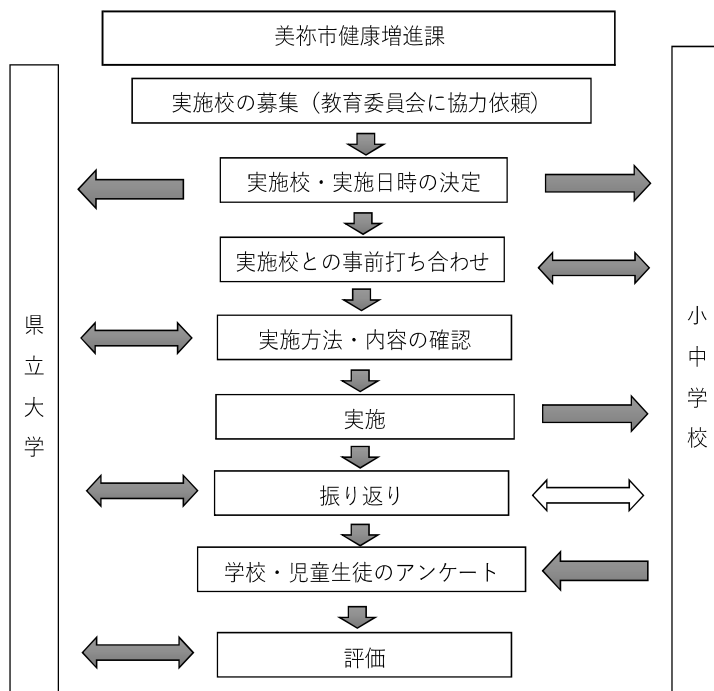 美祢市健康増進課
実施校の募集（教育委員会に協力依頼）
実施校・実施日時の決定
実施校との事前打ち合わせ
実施方法・内容の確認
実施
振り返り
学校・児童生徒のアンケート
評価
県立大学
小中学校